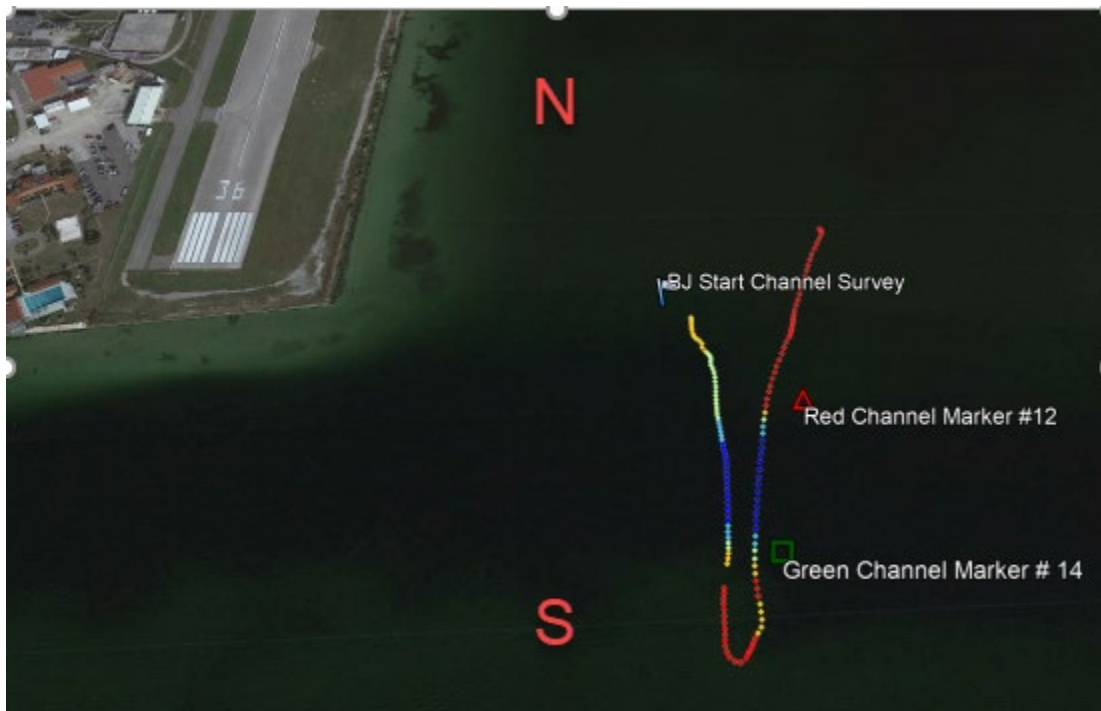 N
36
BJ Start Channel Survey
Red Channel Marker #12
Green Channel Marker # 14
S